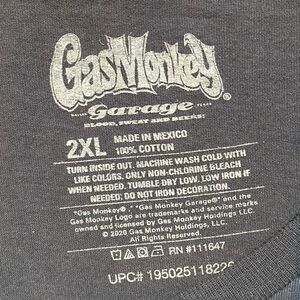 GasMonkey®
DALLAS Garage TEXAS
BLOOD, SWEAT AND BEERS!
2XL MADE IN MEXICO
100% COTTON
TURN INSIDE OUT. MACHINE WASH COLD WITH
LIKE COLORS. ONLY NON-CHLORINE BLEACH
WHEN NEEDED. TUMBLE DRY LOW. LOW IRON IF
NEEDED. DO NOT IRON DECORATION.
"Gas Monkey®," "Gas Monkey Garage®" and the
Gas Monkey Logo are trademarks and service marks
owned and licensed by Gas Monkey Holdings LLC
© 2020 Gas Monkey Holdings, LLC
All Rights Reserved.
RN #111647
UPC# 19502511822